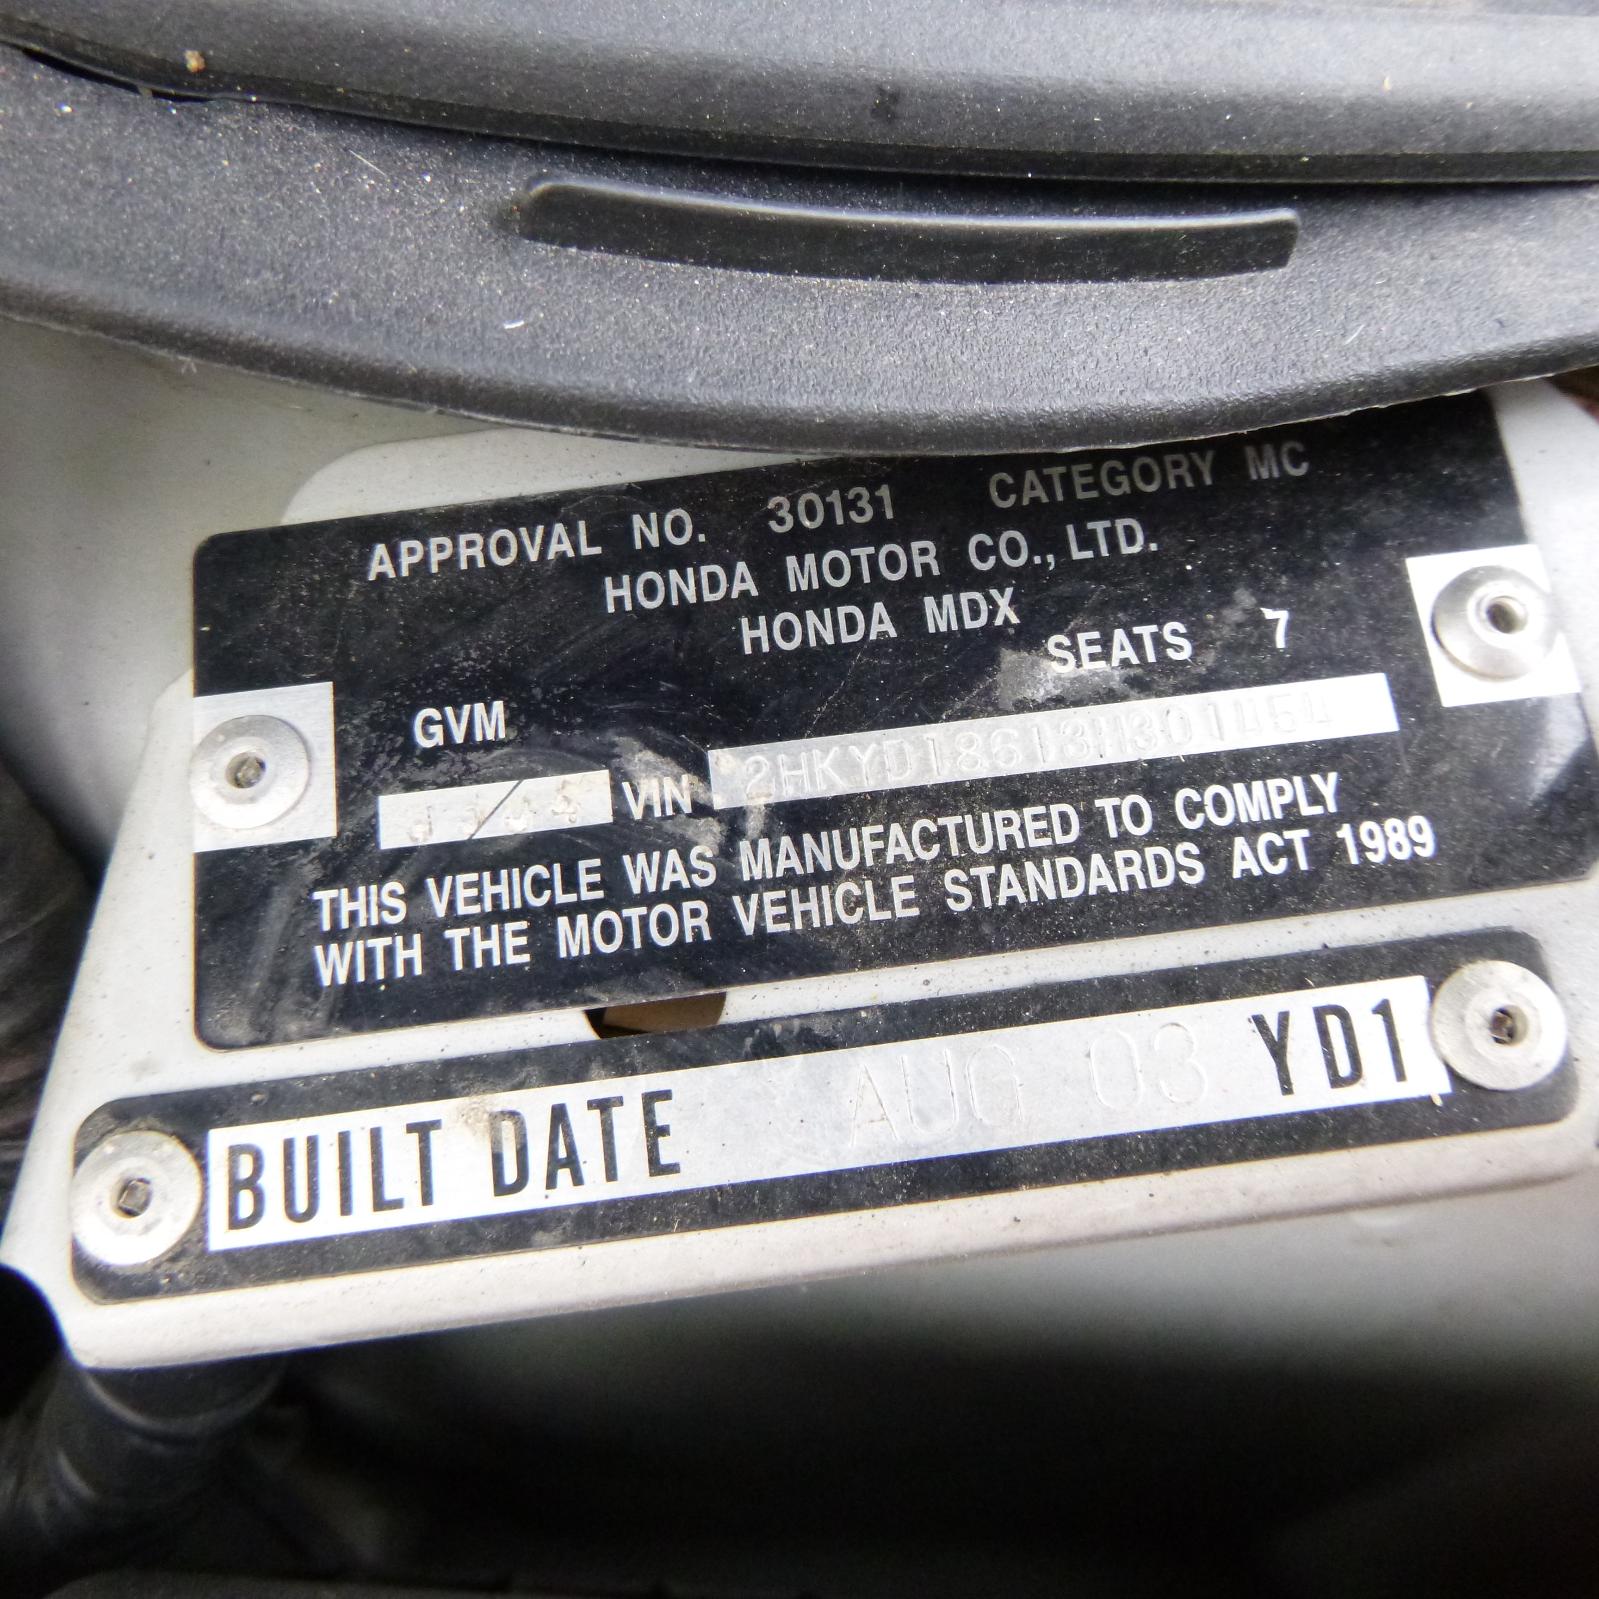 APPROVAL NO. 30131 CATEGORY MC
HONDA MOTOR CO., LTD.
HONDA MDX
SEATS 7
GVM
VIN
THIS VEHICLE WAS MANUFACTURED TO COMPLY
WITH THE MOTOR VEHICLE STANDARDS ACT 1989
BUILT DATE AUG 03 YD1